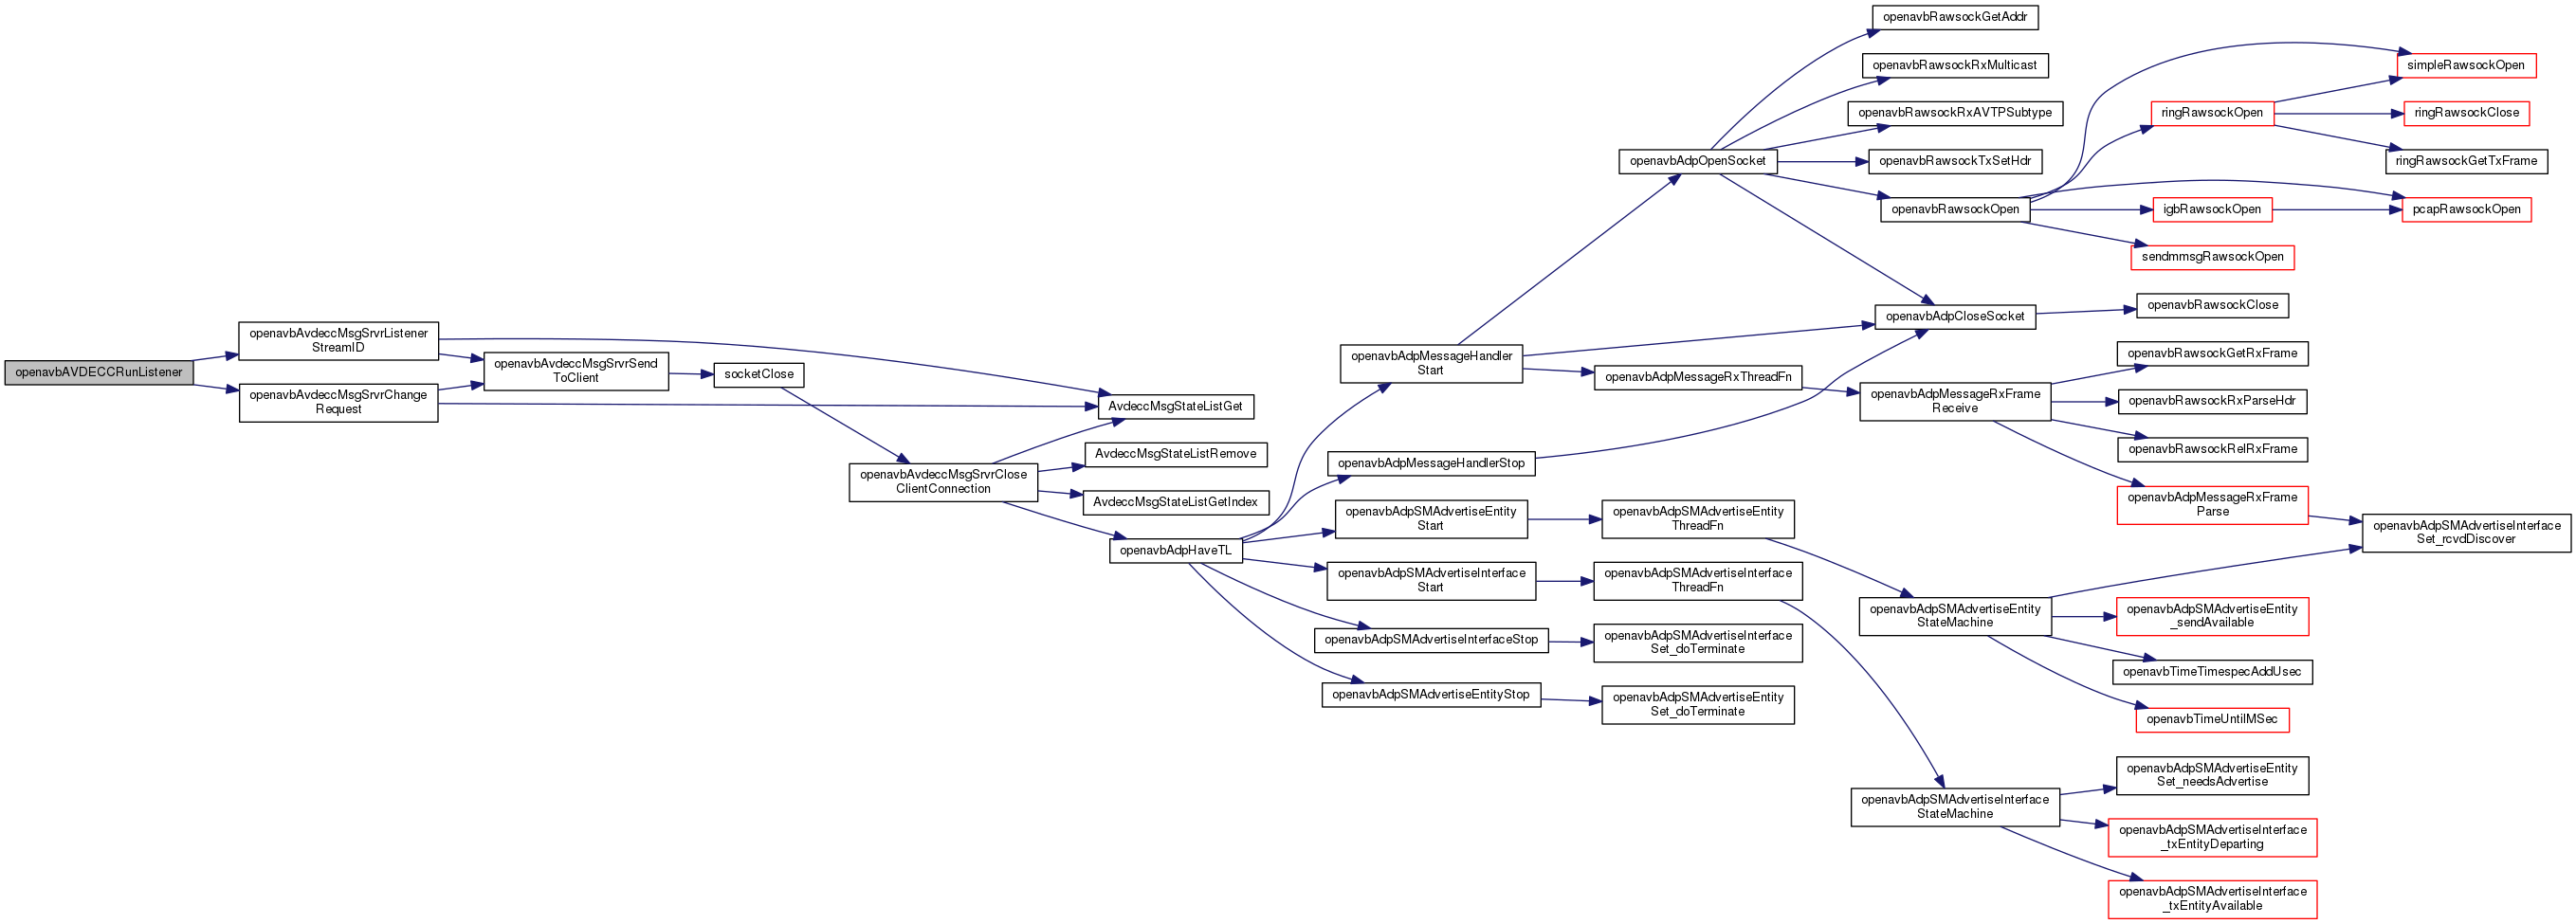 openavbAVDECCRunListener
openavbAvdeccMsgSrvrListener
StreamID
openavbAvdeccMsgSrvrChange
Request
openavbAvdeccMsgSrvrSend
ToClient
socketClose
openavbAvdeccMsgSrvrClose
ClientConnection
AvdeccMsgStateListGet
AvdeccMsgStateListRemove
AvdeccMsgStateListGetIndex
openavbAdpHaveTL
openavbAdpMessageHandler
Start
openavbAdpMessageHandlerStop
openavbAdpSMAdvertiseEntity
Start
openavbAdpSMAdvertiseInterface
Start
openavbAdpSMAdvertiseInterfaceStop
openavbAdpSMAdvertiseEntityStop
openavbAdpOpenSocket
openavbAdpMessageRxThreadFn
openavbAdpSMAdvertiseEntity
ThreadFn
openavbAdpSMAdvertiseInterface
ThreadFn
openavbAdpSMAdvertiseInterface
Set_doTerminate
openavbAdpSMAdvertiseEntity
Set_doTerminate
openavbRawsockGetAddr
openavbRawsockRxMulticast
openavbRawsockRxAVTPSubtype
openavbRawsockTxSetHdr
openavbRawsockOpen
openavbAdpCloseSocket
openavbAdpMessageRxFrame
Receive
openavbAdpSMAdvertiseEntity
StateMachine
openavbAdpSMAdvertiseInterface
StateMachine
ringRawsockOpen
igbRawsockOpen
sendmmsgRawsockOpen
openavbRawsockClose
openavbRawsockGetRxFrame
openavbRawsockRxParseHdr
openavbRawsockRelRxFrame
openavbAdpMessageRxFrame
Parse
openavbAdpSMAdvertiseEntity
_sendAvailable
openavbTimeTimespecAddUsec
openavbTimeUntilMSec
openavbAdpSMAdvertiseEntity
Set_needsAdvertise
openavbAdpSMAdvertiseInterface
_txEntityDeparting
openavbAdpSMAdvertiseInterface
_txEntityAvailable
simpleRawsockOpen
ringRawsockClose
ringRawsockGetTxFrame
pcapRawsockOpen
openavbAdpSMAdvertiseInterface
Set_rcvdDiscover